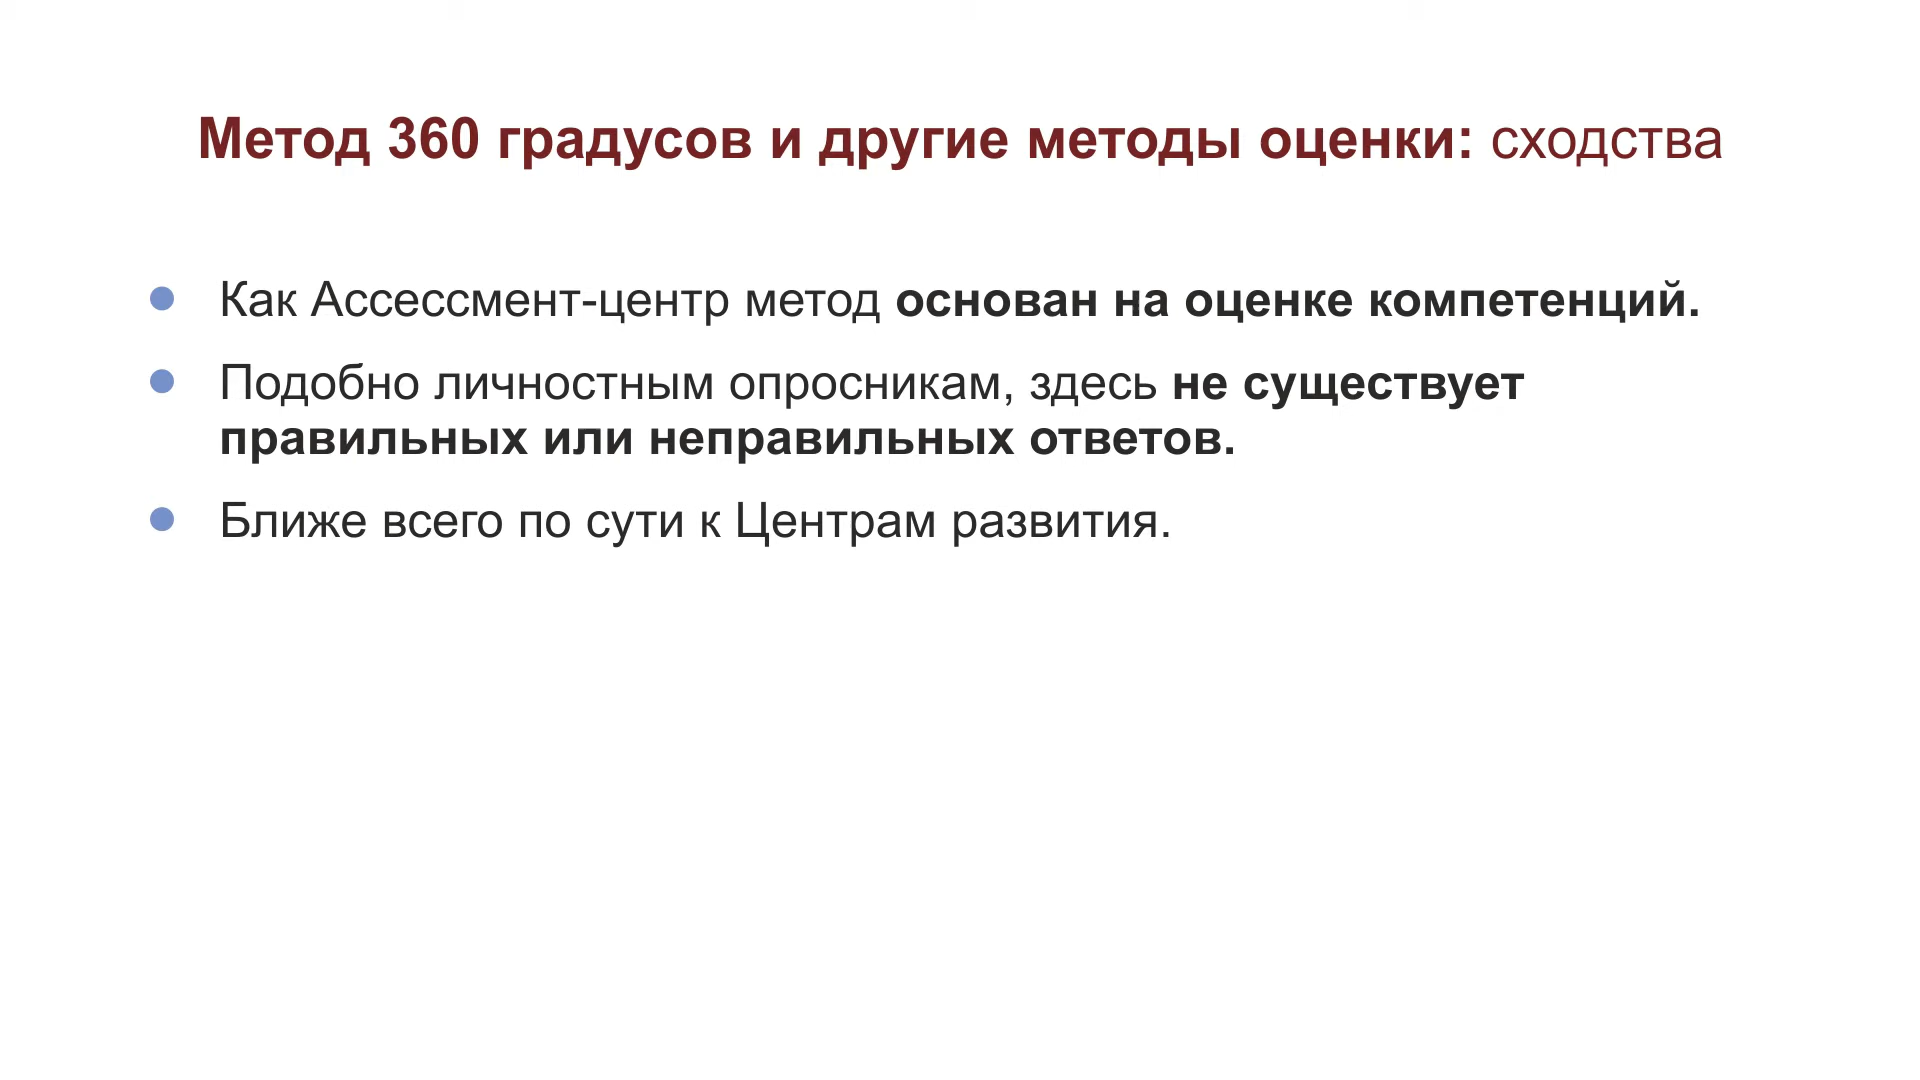 Метод 360 градусов и другие методы оценки: сходства
Как Ассессмент-центр метод основан на оценке компетенций.
Подобно личностным опросникам, здесь не существует
правильных или неправильных ответов.
Ближе всего по сути к Центрам развития.